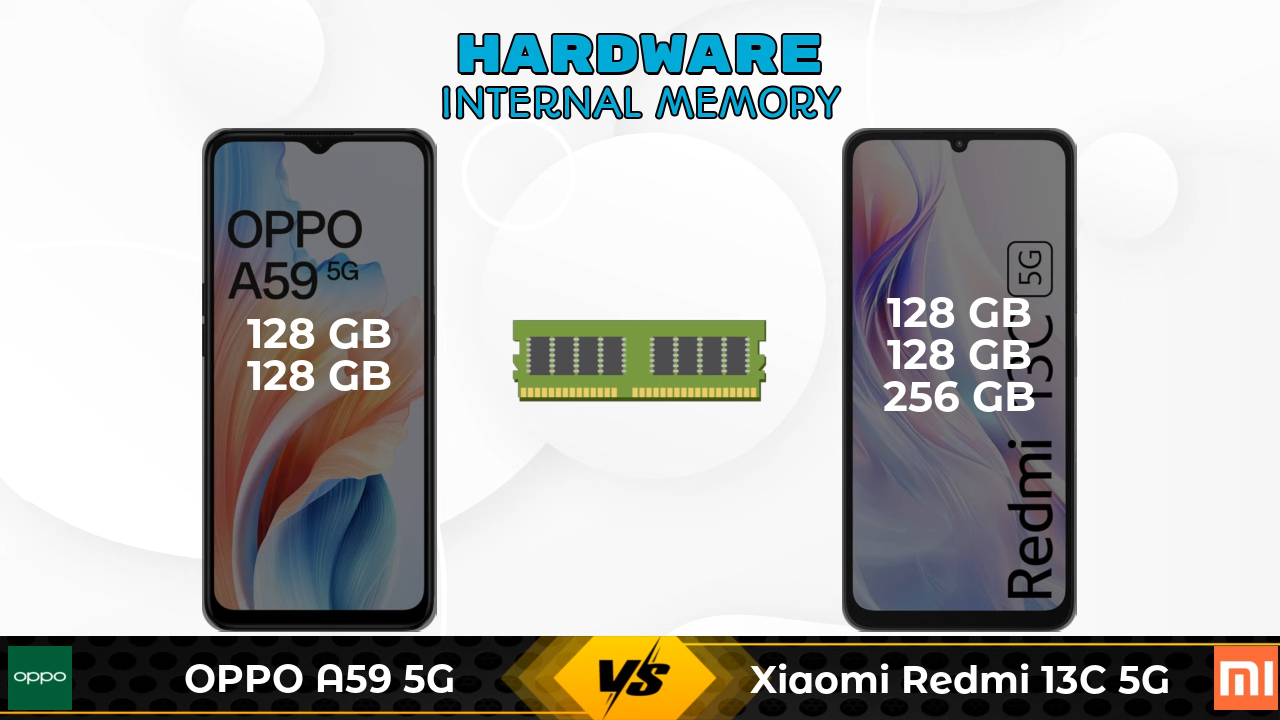 HARDWARE
INTERNAL MEMORY
OPPO
A59 5G
128 GB
128 GB
128 GB
128 GB
256 GB
Redmi 13C 5G
oppo
OPPO A59 5G
VS
Xiaomi Redmi 13C 5G
mi